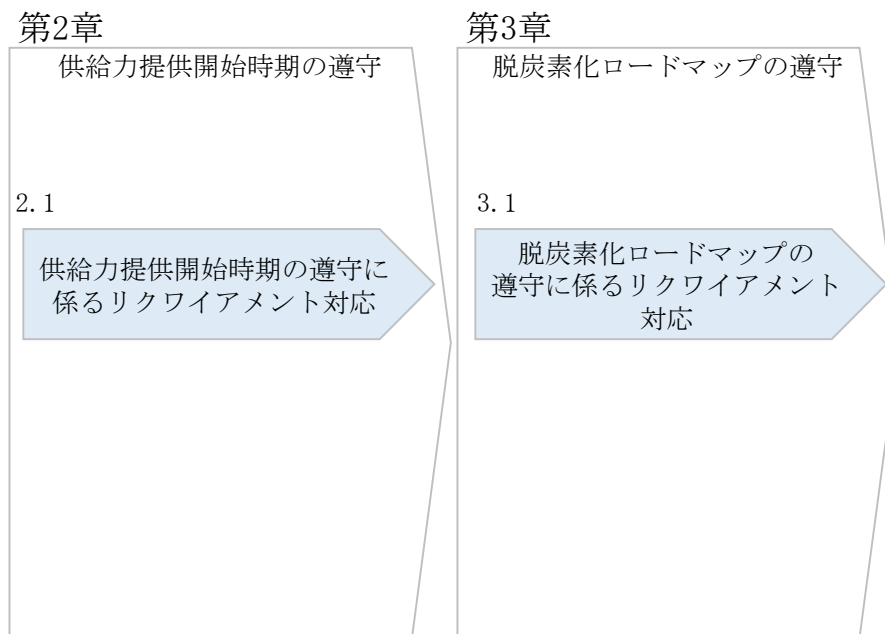 第2章
供給力提供開始時期の遵守
2.1
供給力提供開始時期の遵守に
係るリクワイアメント対応
第3章
脱炭素化ロードマップの遵守
3.1
脱炭素化ロードマップの
遵守に係るリクワイアメント
対応